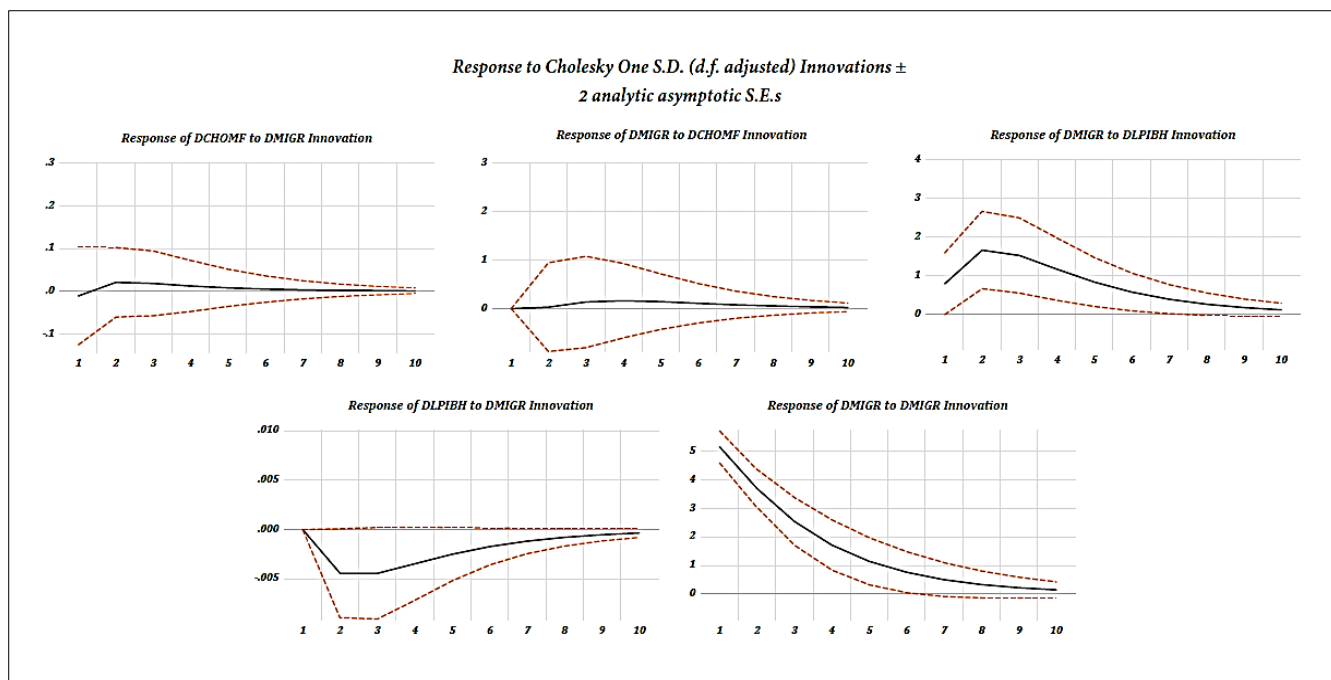 Response to Cholesky One S.D. (d.f. adjusted) Innovations ±
2 analytic asymptotic S.E.s
Response of DCHOMF to DMIGR Innovation
.3
.2
.1
.0
-.1
1 2 3 4 5 6 7 8 9 10
Response of DMIGR to DCHOMF Innovation
3
2
1
0
1 2 3 4 5 6 7 8 9 10
Response of DMIGR to DLPIBH Innovation
4
3
2
1
0
1 2 3 4 5 6 7 8 9 10
Response of DLPIBH to DMIGR Innovation
.010
.005
.000
-.005
1 2 3 4 5 6 7 8 9 10
Response of DMIGR to DMIGR Innovation
5
4
3
2
1
0
1 2 3 4 5 6 7 8 9 10